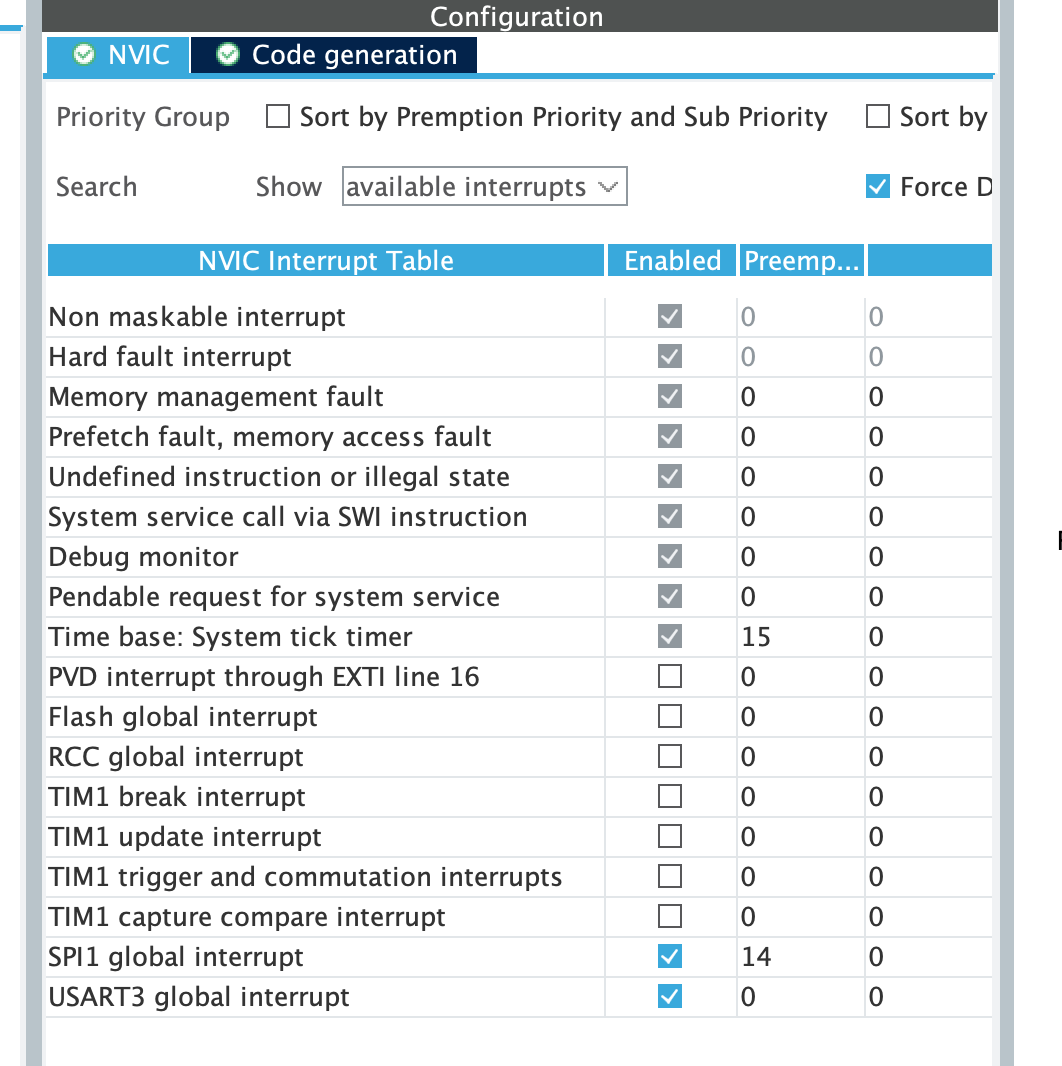 Configuration
NVIC Code generation
Priority Group Sort by Premption Priority and Sub Priority Sort by
Search Show available interrupts Force D
NVIC Interrupt Table Enabled Preemp...
Non maskable interrupt 0 0
Hard fault interrupt 0 0
Memory management fault 0 0
Prefetch fault, memory access fault 0 0
Undefined instruction or illegal state 0 0
System service call via SWI instruction 0 0
Debug monitor 0 0
Pendable request for system service 0 0
Time base: System tick timer 15 0
PVD interrupt through EXTI line 16 0 0
Flash global interrupt 0 0
RCC global interrupt 0 0
TIM1 break interrupt 0 0
TIM1 update interrupt 0 0
TIM1 trigger and commutation interrupts 0 0
TIM1 capture compare interrupt 0 0
SPI1 global interrupt 14 0
USART3 global interrupt 0 0